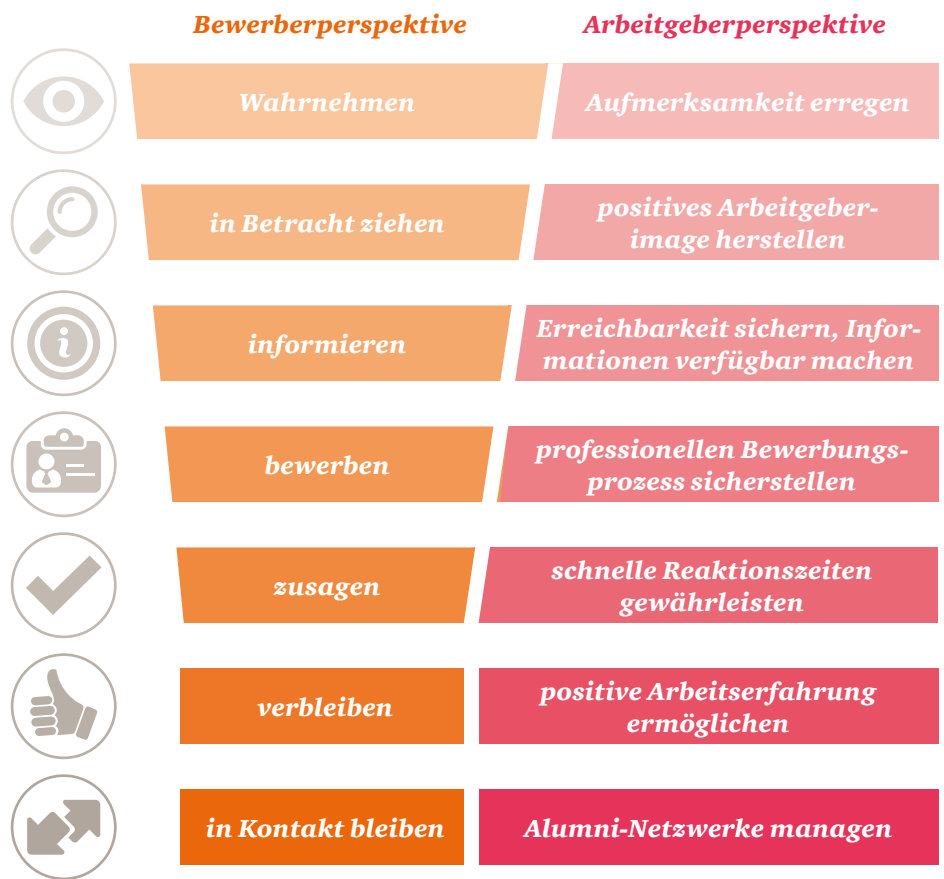 Bewerberperspektive
Arbeitgeberperspektive
Wahrnehmen
Aufmerksamkeit erregen
in Betracht ziehen
positives Arbeitgeber-
image herstellen
informieren
Erreichbarkeit sichern, Infor-
mationen verfügbar machen
bewerben
professionellen Bewerbungs-
prozess sicherstellen
zusagen
schnelle Reaktionszeiten
gewährleisten
verbleiben
positive Arbeitserfahrung
ermöglichen
in Kontakt bleiben
Alumni-Netzwerke managen